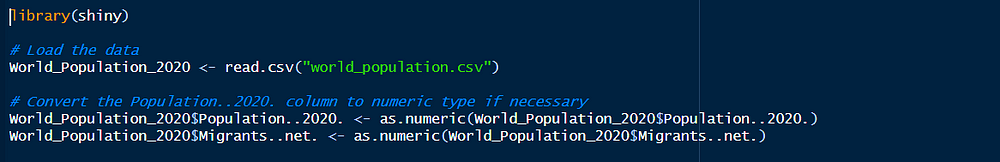 library(shiny)
# Load the data
World_Population_2020 <- read.csv("world_population.csv")
# Convert the Population..2020. column to numeric type if necessary
World_Population_2020$Population..2020. <- as.numeric(World_Population_2020$Population..2020.)
World_Population_2020$Migrants..net. <- as.numeric(World_Population_2020$Migrants..net.)